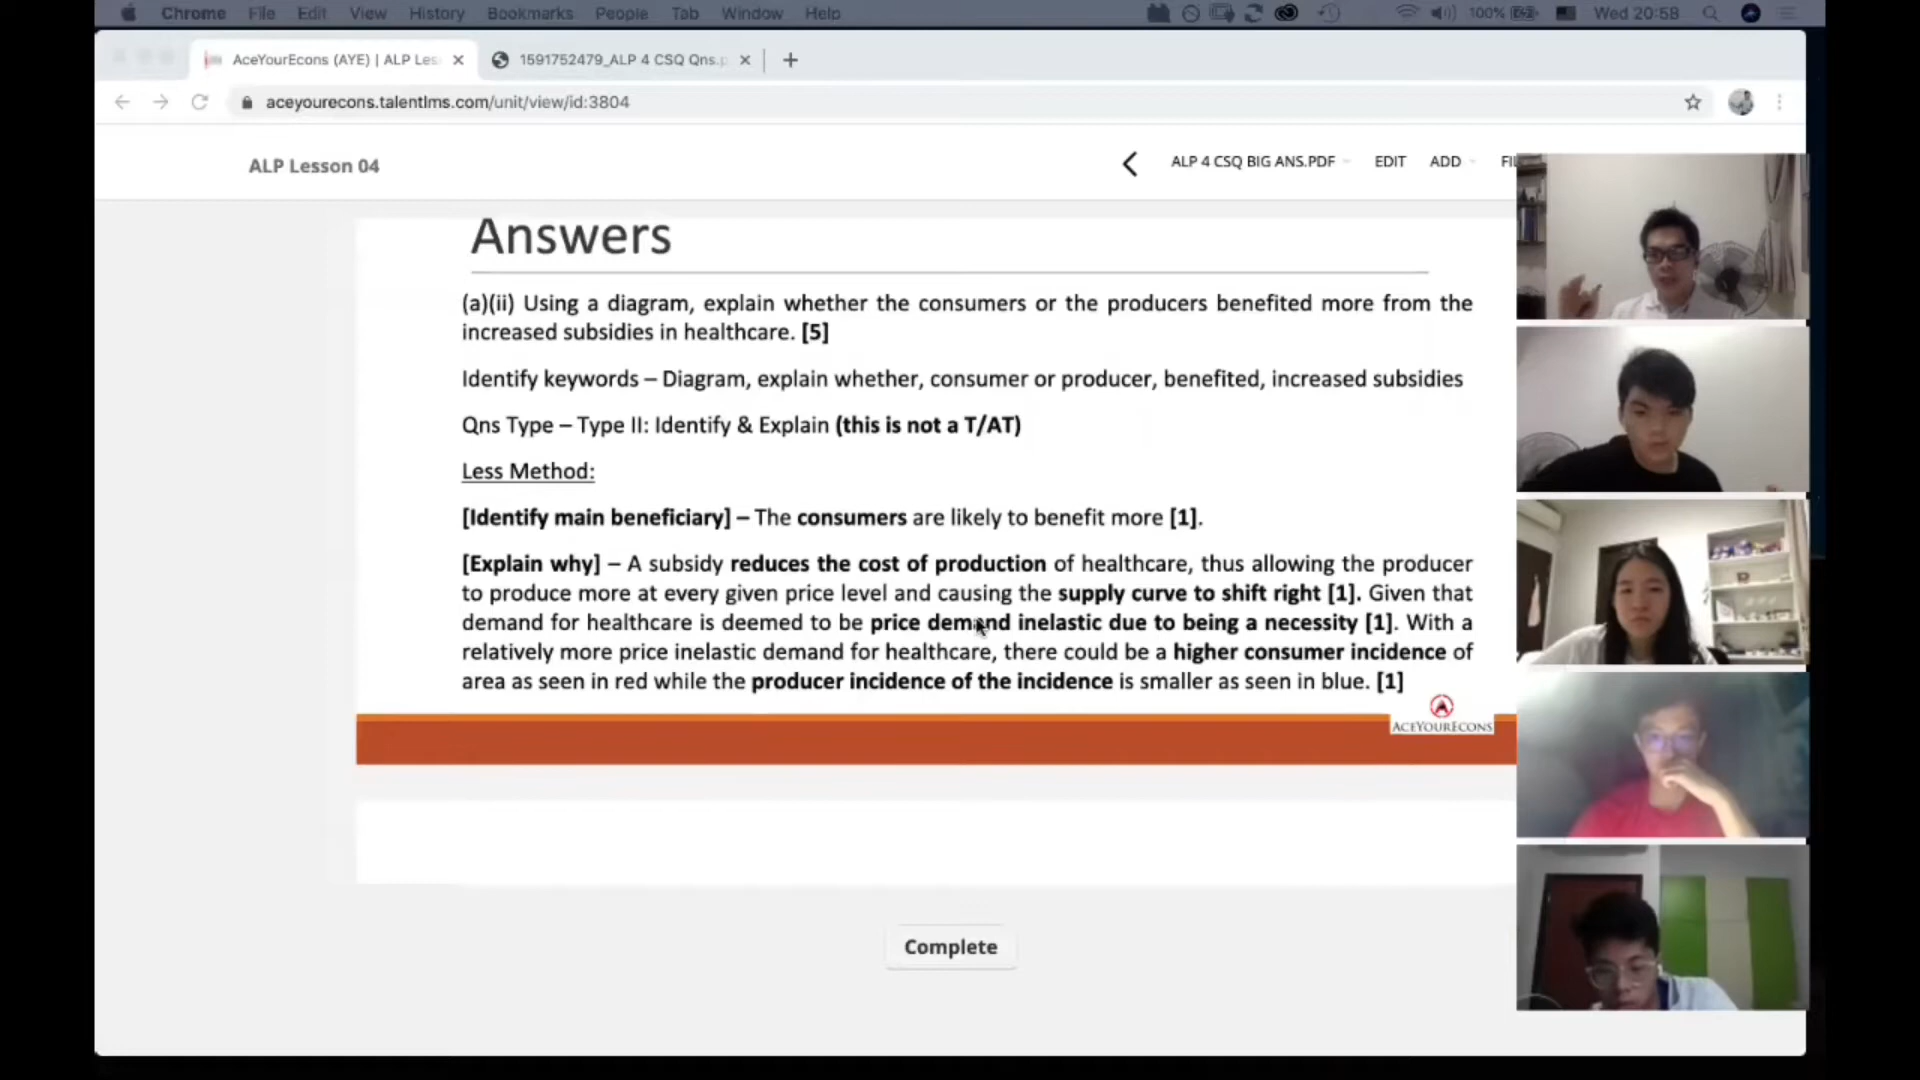 Chrome File Edit View History Bookmarks People Tab Window Help 100% Wed 20:58
AceYourEcons (AYE) | ALP Les
1591752479_ALP 4 CSQ Qns.p
aceyourecons.talentlms.com/unit/view/id:3804
ALP Lesson 04
ALP 4 CSQ BIG ANS.PDF EDIT ADD
Answers
(a)(ii) Using a diagram, explain whether the consumers or the producers benefited more from the
increased subsidies in healthcare. [5]
Identify keywords – Diagram, explain whether, consumer or producer, benefited, increased subsidies
Qns Type – Type II: Identify & Explain (this is not a T/AT)
Less Method:
[Identify main beneficiary] – The consumers are likely to benefit more [1].
[Explain why] – A subsidy reduces the cost of production of healthcare, thus allowing the producer
to produce more at every given price level and causing the supply curve to shift right [1]. Given that
demand for healthcare is deemed to be price demand inelastic due to being a necessity [1]. With a
relatively more price inelastic demand for healthcare, there could be a higher consumer incidence of
area as seen in red while the producer incidence of the incidence is smaller as seen in blue. [1]
ACEYOURECONS
Complete